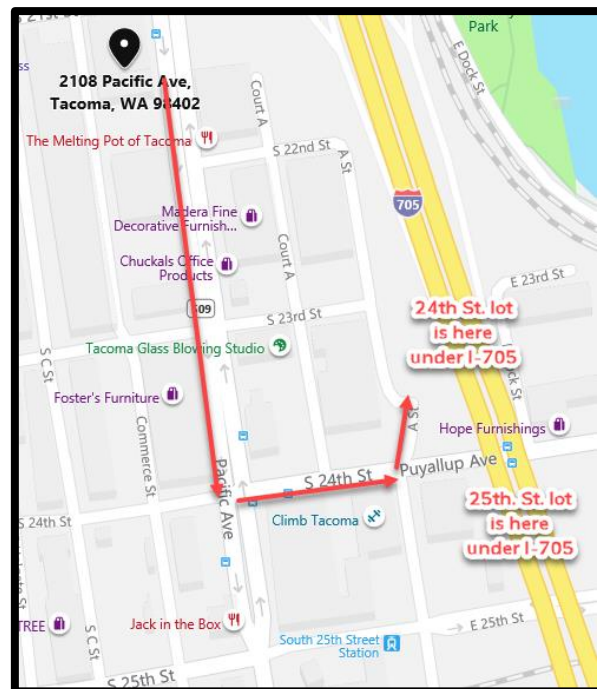 S 21st St
Park
E Dock St
2108 Pacific Ave,
Tacoma, WA 98402
Court A
The Melting Pot of Tacoma
S 22nd St
A St
705
Madera Fine
Decorative Furnish...
Court A
Chuckals Office
Products
E 23rd St
509
S 23rd St
24th St. lot
is here
under I-705
Tacoma Glass Blowing Studio
S C St
Foster's Furniture
Commerce St
A St
Dock St
Hope Furnishings
Pacific Ave
S 24th St
Puyallup Ave
25th. St. lot
is here
under I-705
S 24th St
Climb Tacoma
TREE
S C St
Jack in the Box
E 25th St
South 25th Street
Station
S 25th St